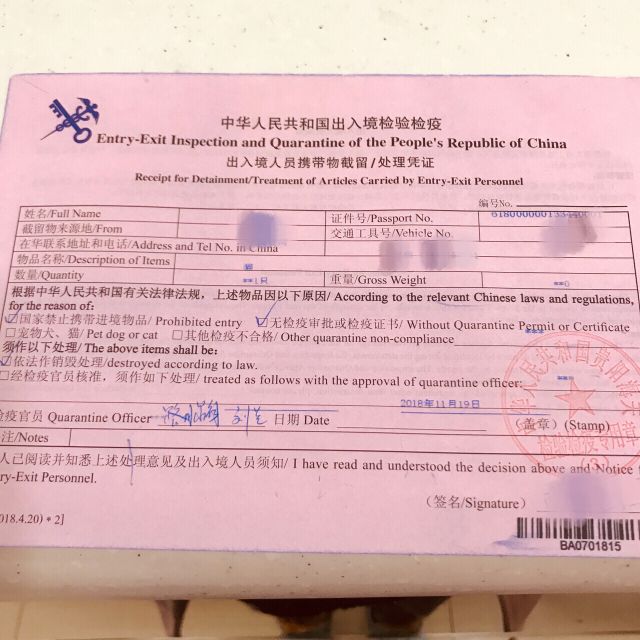 中华人民共和国出入境检验检疫
Entry-Exit Inspection and Quarantine of the People's Republic of China
出入境人员携带物截留/处理凭证
Receipt for Detainment/Treatment of Articles Carried by Entry-Exit Personnel
编号No.
姓名/Full Name 证件号/Passport No.
截留物来源地/From 交通工具号/Vehicle No.
在华联系地址和电话/Address and Tel No. in China
物品名称/Description of Items 猫
数量/Quantity **1只 重量/Gross Weight **0
根据中华人民共和国有关法律法规，上述物品因以下原因/ According to the relevant Chinese laws and regulations,
for the reason of:
国家禁止携带进境物品/ Prohibited entry 无检疫审批或检疫证书/ Without Quarantine Permit or Certificate
宠物犬、猫/ Pet dog or cat 其他检疫不合格/ Other quarantine non-compliance ***
须作以下处理/ The above items shall be:
依法作销毁处理/destroyed according to law.
经检疫官员核准，须作如下处理/ treated as follows with the approval of quarantine officer:
检疫官员 Quarantine Officer 日期 Date 2018年11月19日 （盖章）(Stamp)
注/Notes
人已阅读并知悉上述处理意见及出入境人员须知/ I have read and understood the decision above and Notice
ry-Exit Personnel.
（签名/Signature）
018.4.20) * 2]
BA0701815